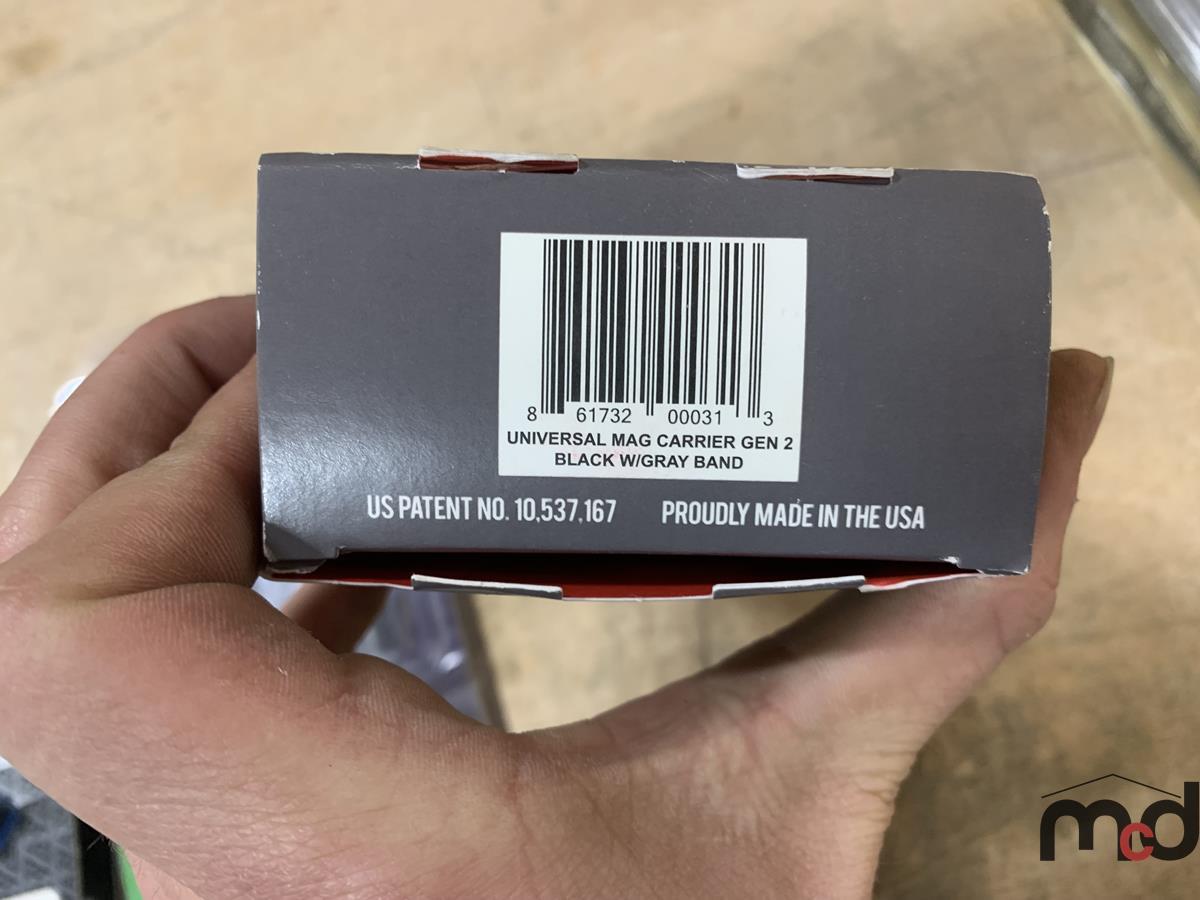 8 61732 00031 3
UNIVERSAL MAG CARRIER GEN 2
BLACK W/GRAY BAND
US PATENT NO. 10,537,167 PROUDLY MADE IN THE USA
mcd